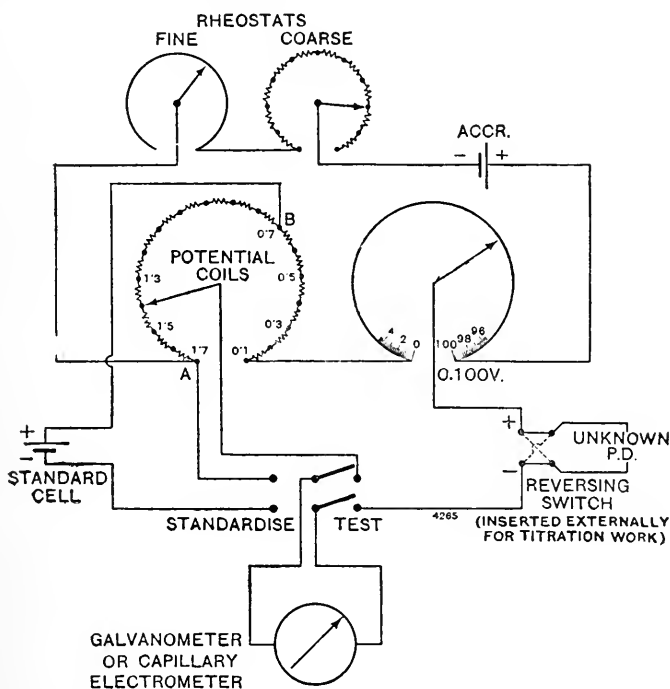 RHEOSTATS
FINE COARSE
ACCR.
- +
B
0·7
POTENTIAL
COILS
1·3
0·5
1·5
0·3
1·7
0·1
A
4 2 0
100 98 96
0.100V.
+
-
STANDARD
CELL
+
-
UNKNOWN
P.D.
REVERSING
SWITCH
(INSERTED EXTERNALLY
FOR TITRATION WORK)
STANDARDISE TEST
4265
GALVANOMETER
OR CAPILLARY
ELECTROMETER